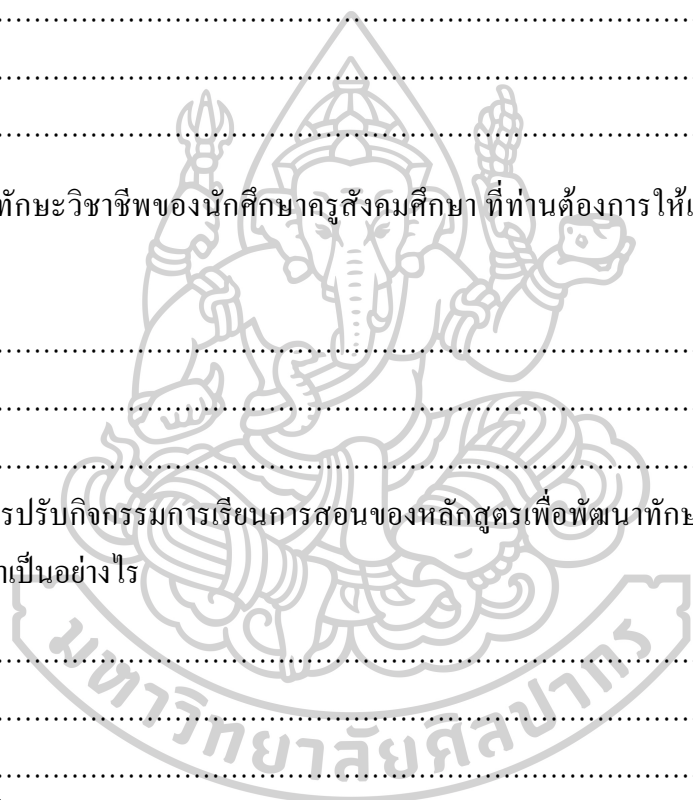 ........................................................................................................
........................................................................................................
........................................................................................................
ทักษะวิชาชีพของนักศึกษาครูสังคมศึกษา ที่ท่านต้องการให้
........................................................................................................
........................................................................................................
........................................................................................................
รปรับกิจกรรมการเรียนการสอนของหลักสูตรเพื่อพัฒนาทักษ
าเป็นอย่างไร
........................................................................................................
........................................................................................................
........................................................................................................
มหาวิทยาลัยศิลปากร